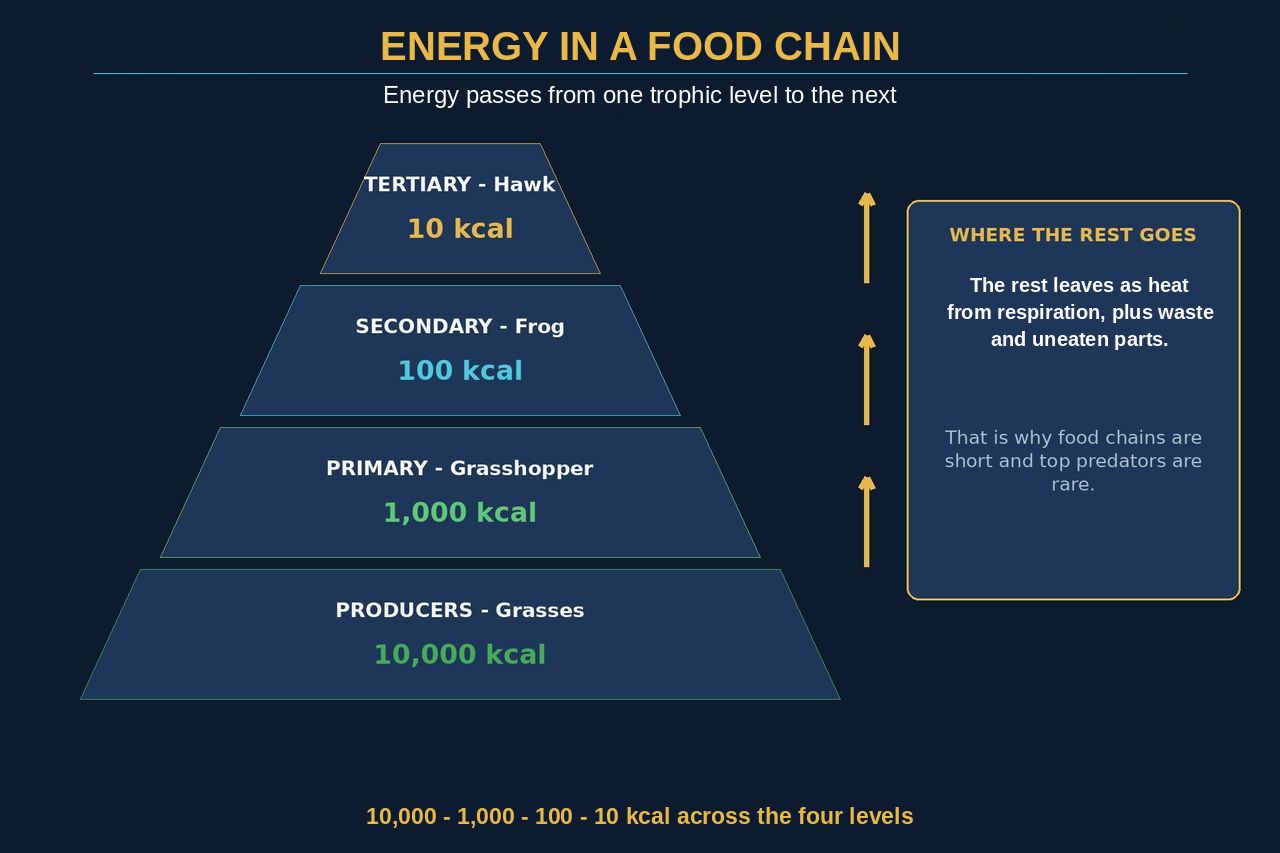 ENERGY IN A FOOD CHAIN
Energy passes from one trophic level to the next
TERTIARY - Hawk
10 kcal
SECONDARY - Frog
100 kcal
PRIMARY - Grasshopper
1,000 kcal
PRODUCERS - Grasses
10,000 kcal
WHERE THE REST GOES
The rest leaves as heat
from respiration, plus waste
and uneaten parts.
That is why food chains are
short and top predators are
rare.
10,000 - 1,000 - 100 - 10 kcal across the four levels